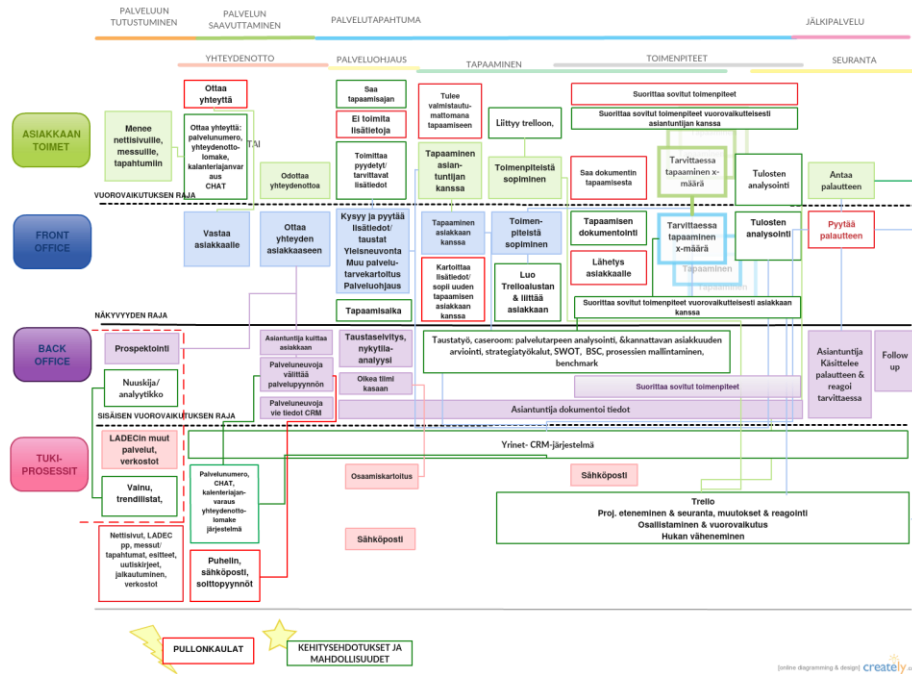 PALVELUUN
TUTUSTUMINEN
PALVELUN
SAAVUTTAMINEN
PALVELUTAPAHTUMA
JÄLKIPALVELU
YHTEYDENOTTO
PALVELUOHJAUS
TAPAAMINEN
TOIMENPITEET
SEURANTA
ASIAKKAAN
TOIMET
Menee
nettisivuille,
messuille,
tapahtumiin
Ottaa
yhteyttä
Ottaa yhteyttä:
palvelunumero,
yhteydenotto-
lomake,
kalanteriajanvar
aus
CHAT
TAI
Odottaa
yhteydenottoa
Saa
tapaamisajan
Ei toimita
lisätietoja
Toimittaa
pyydetyt/
tarvittavat
lisätiedot
Tulee
valmistautu-
mattomana
tapaamiseen
Tapaaminen
asian-
tuntijan
kanssa
Liittyy trelloon,
Toimenpiteistä
sopiminen
Suorittaa sovitut toimenpiteet
Suorittaa sovitut toimenpiteet vuorovaikutteisesti
asiantuntijan kanssa
Saa dokumentin
tapaamisesta
Tarvittaessa
tapaaminen x-
määrä
Tulosten
analysointi
Antaa
palautteen
VUOROVAIKUTUKSEN RAJA
FRONT
OFFICE
Vastaa
asiakkaalle
Ottaa
yhteyden
asiakkaaseen
Kysyy ja pyytää
lisätiedot/
taustat
Yleisneuvonta
Muu palvelu-
tarvekartoitus
Palveluohjaus
Tapaamisaika
Tapaaminen
asiakkaan
kanssa
Kartoittaa
lisätiedot/
sopii uuden
tapaamisen
asiakkaan
kanssa
Toimen-
piteistä
sopiminen
Luo
Trelloalustan
& liittää
asiakkaan
Tapaamisen
dokumentointi
Lähetys
asiakkaalle
Tarvittaessa
tapaaminen
x-määrä
Tapaaminen
Tapaaminen
Tulosten
analysointi
Pyytää
palautteen
Suorittaa sovitut toimenpiteet vuorovaikutteisesti asiakkaan
kanssa
NÄKYVYYDEN RAJA
BACK
OFFICE
Prospektointi
Nuuskija/
analyytikko
Asiantuntija kuittaa
asiakkaan
Palveluneuvoja
välittää
palvelupyynnön
Palveluneuvoja
vie tiedot CRM
Taustaselvitys,
nykytila-
analyysi
Oikea tiimi
kasaan
Taustatyö, caseroom: palvelutarpeen analysointi, &kannattavan asiakkuuden
arviointi, strategiatyökalut, SWOT, BSC, prosessien mallintaminen,
benchmark
Suorittaa sovitut toimenpiteet
Asiantuntija dokumentoi tiedot
Asiantuntija
Käsittelee
palautteen &
reagoi
tarvittaessa
Follow
up
SISÄISEN VUOROVAIKUTUKSEN RAJA
TUKI-
PROSESSIT
LADECin muut
palvelut,
verkostot
Vainu,
trendilistat,
Nettisivut, LADEC
pp, messut/
tapahtumat, esitteet,
uutiskirjeet,
jalkautuminen,
verkostot
Yrinet- CRM-järjestelmä
Palvelunumero,
CHAT,
kalenteriajan-
varaus
yhteydenotto-
lomake
järjestelmä
Puhelin,
sähköposti,
soittopyynnöt
Osaamiskartoitus
Sähköposti
Sähköposti
Trello
Proj. eteneminen & seuranta, muutokset & reagointi
Osallistaminen & vuorovaikutus
Hukan väheneminen
PULLONKAULAT
KEHITYSEHDOTUKSET JA
MAHDOLLISUUDET
[online diagramming & design] creately